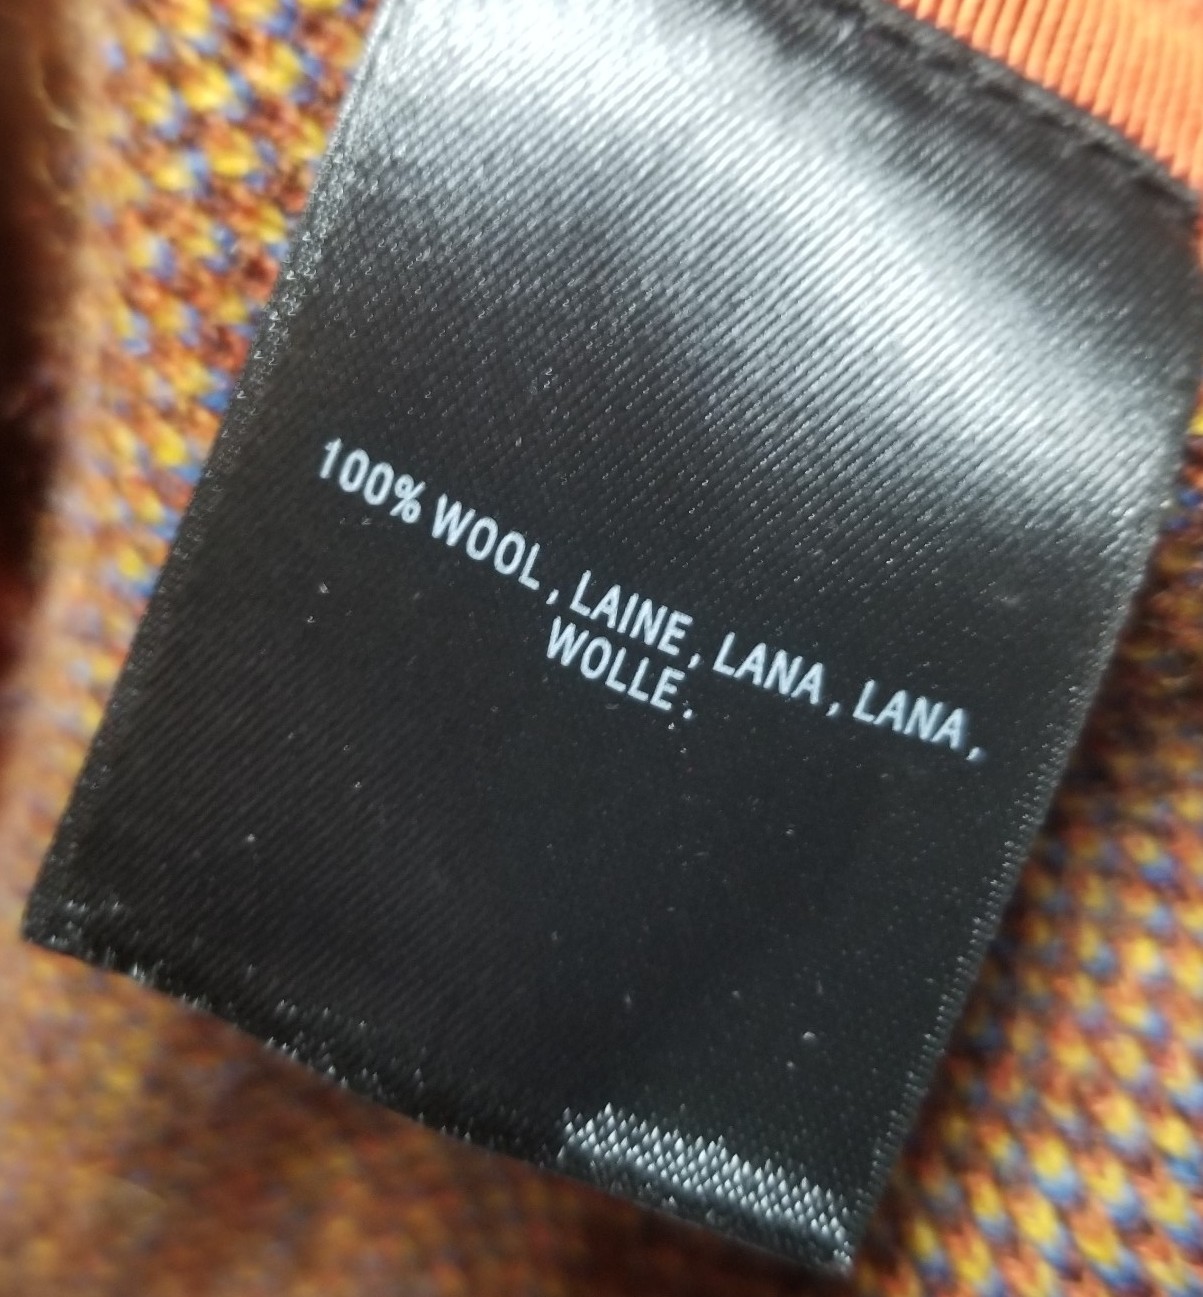 100% WOOL, LAINE, LANA, LANA,
WOLLE.